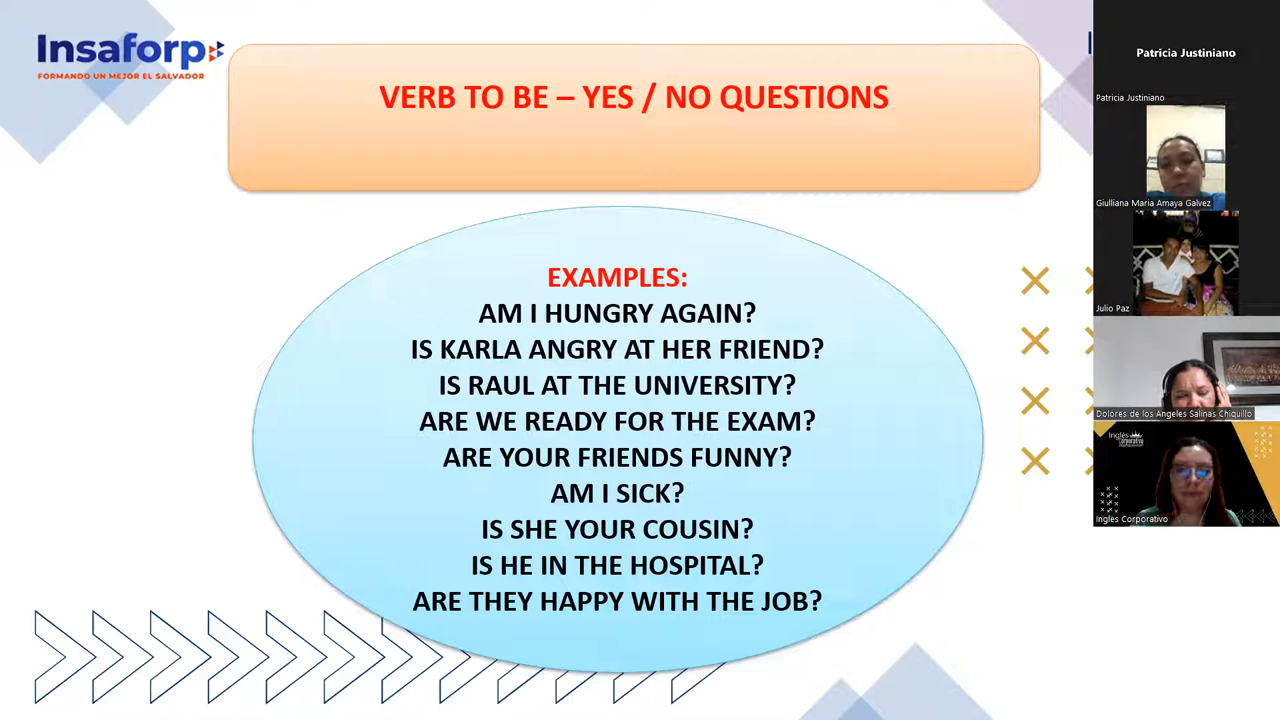 Insaforp
FORMANDO UN MEJOR EL SALVADOR
VERB TO BE – YES / NO QUESTIONS
EXAMPLES:
AM I HUNGRY AGAIN?
IS KARLA ANGRY AT HER FRIEND?
IS RAUL AT THE UNIVERSITY?
ARE WE READY FOR THE EXAM?
ARE YOUR FRIENDS FUNNY?
AM I SICK?
IS SHE YOUR COUSIN?
IS HE IN THE HOSPITAL?
ARE THEY HAPPY WITH THE JOB?
Patricia Justiniano
Patricia Justiniano
Giulliana Maria Amaya Galvez
Julio Paz
Dolores de los Angeles Salinas Chiquillo
Inglés
Corporativo
Ingles Corporativo